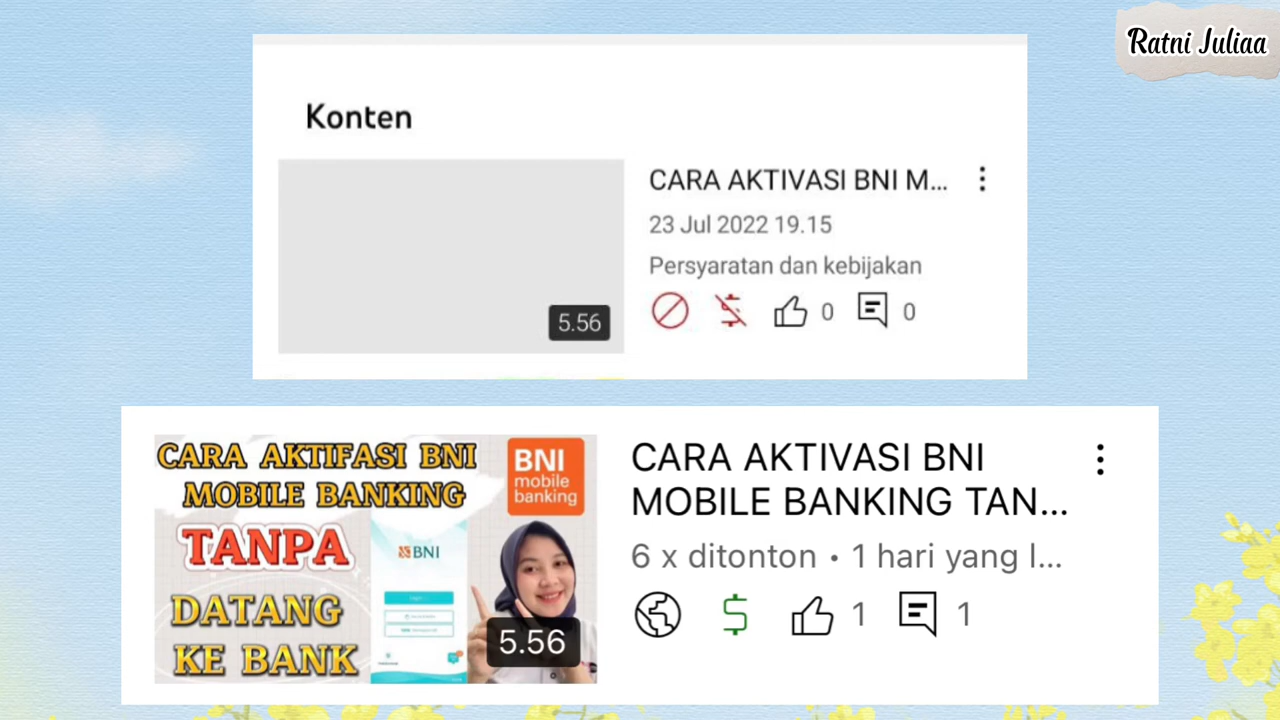 Ratni Juliaa
Konten
CARA AKTIVASI BNI M...
23 Jul 2022 19.15
Persyaratan dan kebijakan
0 0
5.56
CARA AKTIFASI BNI
MOBILE BANKING
TANPA
DATANG
KE BANK
BNI
mobile
banking
BNI
5.56
CARA AKTIVASI BNI
MOBILE BANKING TAN...
6 x ditonton • 1 hari yang l...
1 1